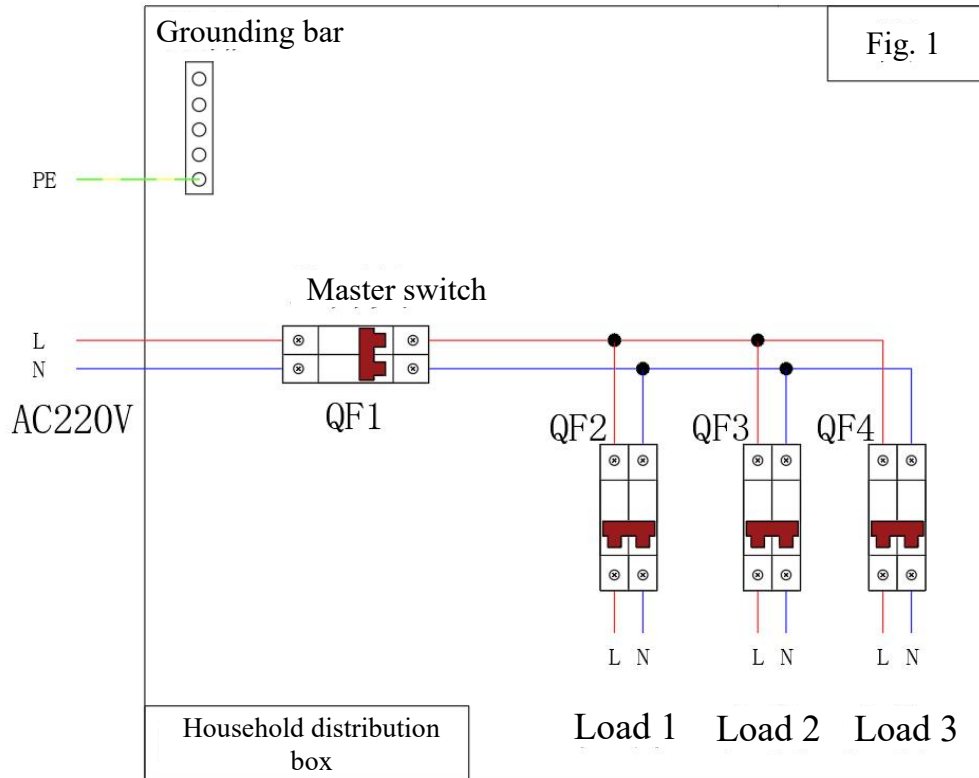 Grounding bar
Fig. 1
PE
Master switch
L
N
AC220V
QF1
QF2
QF3
QF4
L N
L N
L N
Load 1
Load 2
Load 3
Household distribution
box